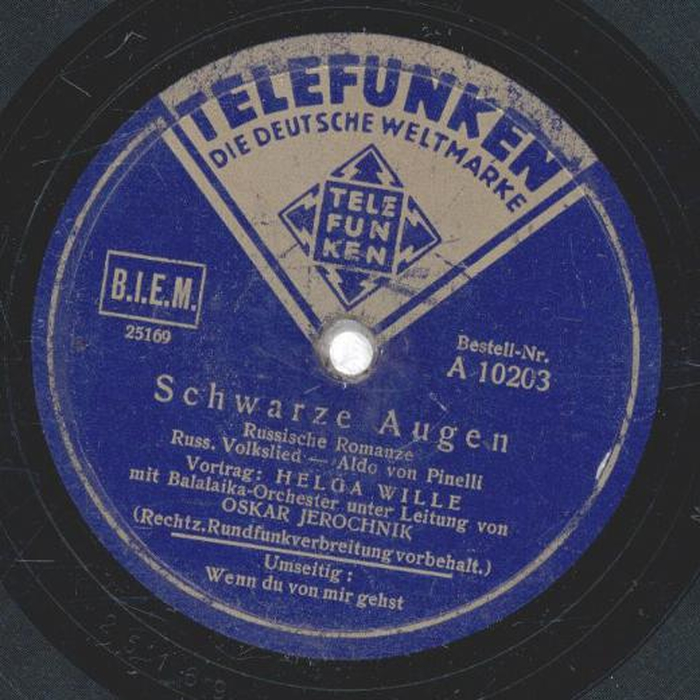 TELEFUNKEN
DIE DEUTSCHE WELTMARKE
TELE
FUN
KEN
B.I.E.M.
25169
Bestell-Nr.
A 10203
Schwarze Augen
Russische Romanze
Russ. Volkslied — Aldo von Pinelli
Vortrag: HELGA WILLE
mit Balalaika-Orchester unter Leitung von
OSKAR JEROCHNIK
(Rechtz.Rundfunkverbreitung vorbehalt.)
Umseitig:
Wenn du von mir gehst
25169